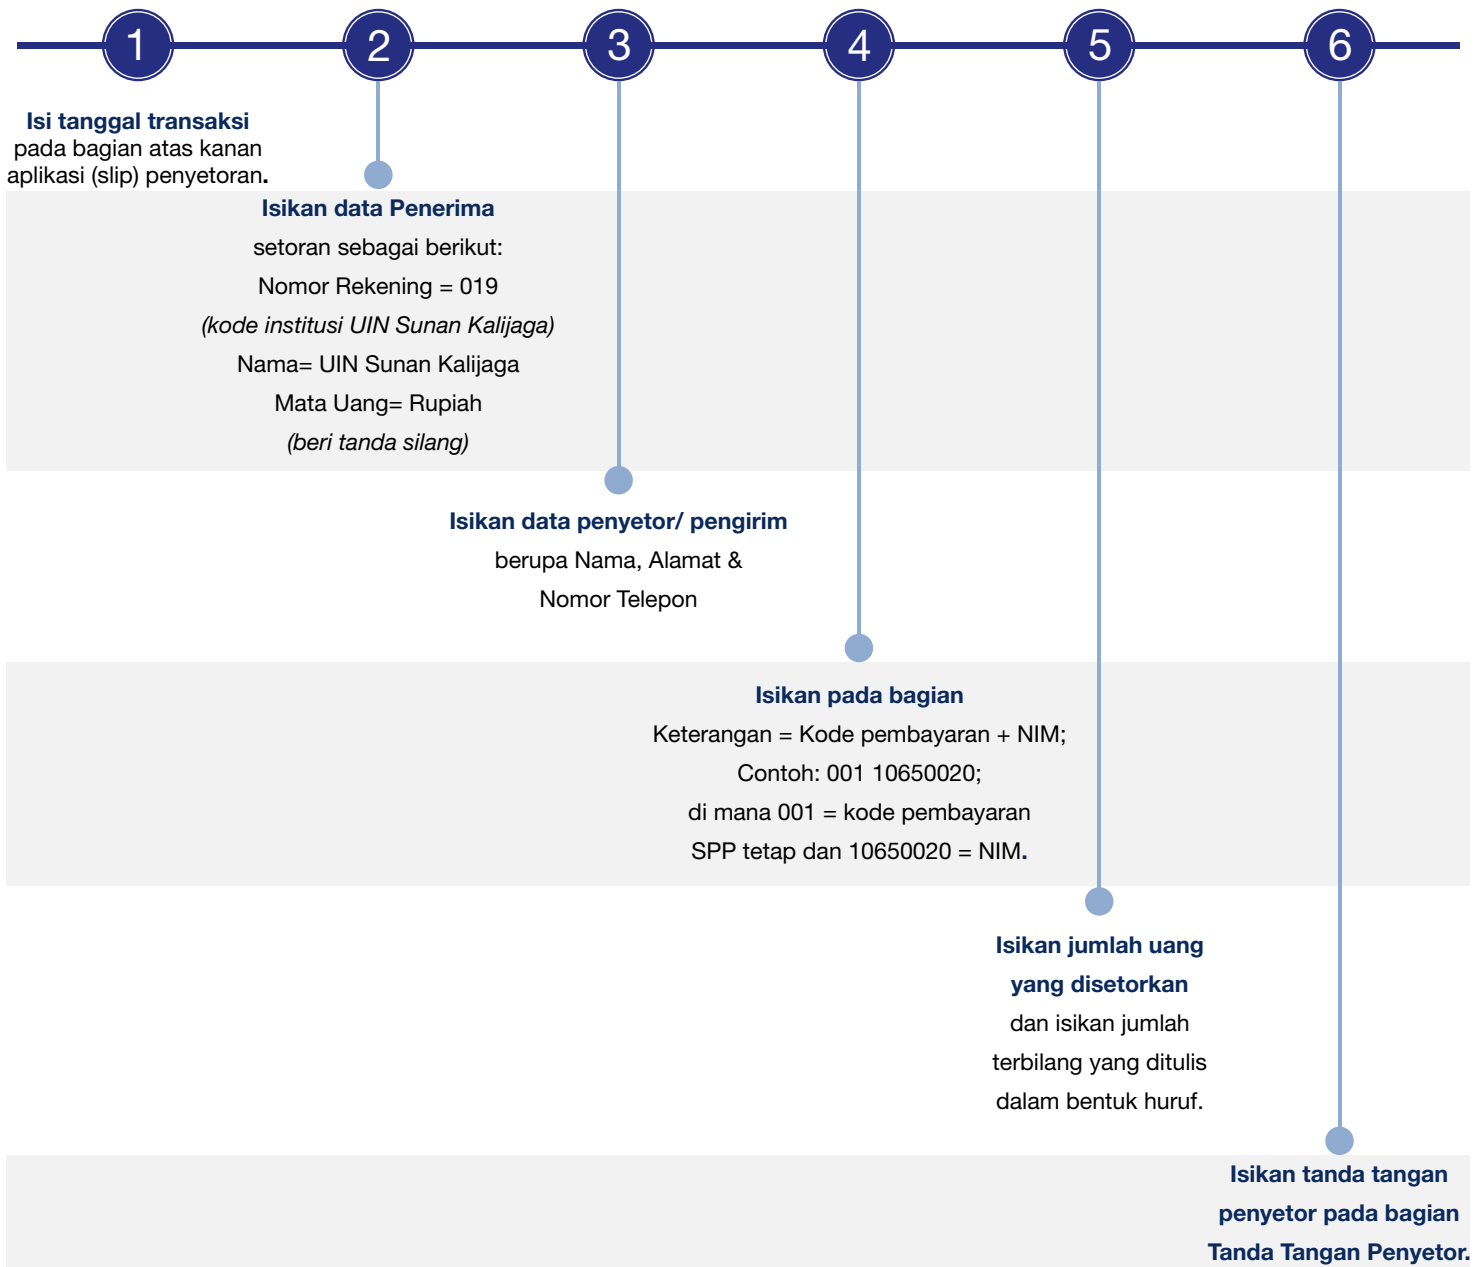 1 2 3 4 5 6
Isi tanggal transaksi
pada bagian atas kanan
aplikasi (slip) penyetoran.
Isikan data Penerima
setoran sebagai berikut:
Nomor Rekening = 019
(kode institusi UIN Sunan Kalijaga)
Nama= UIN Sunan Kalijaga
Mata Uang= Rupiah
(beri tanda silang)
Isikan data penyetor/ pengirim
berupa Nama, Alamat &
Nomor Telepon
Isikan pada bagian
Keterangan = Kode pembayaran + NIM;
Contoh: 001 10650020;
di mana 001 = kode pembayaran
SPP tetap dan 10650020 = NIM.
Isikan jumlah uang
yang disetorkan
dan isikan jumlah
terbilang yang ditulis
dalam bentuk huruf.
Isikan tanda tangan
penyetor pada bagian
Tanda Tangan Penyetor.